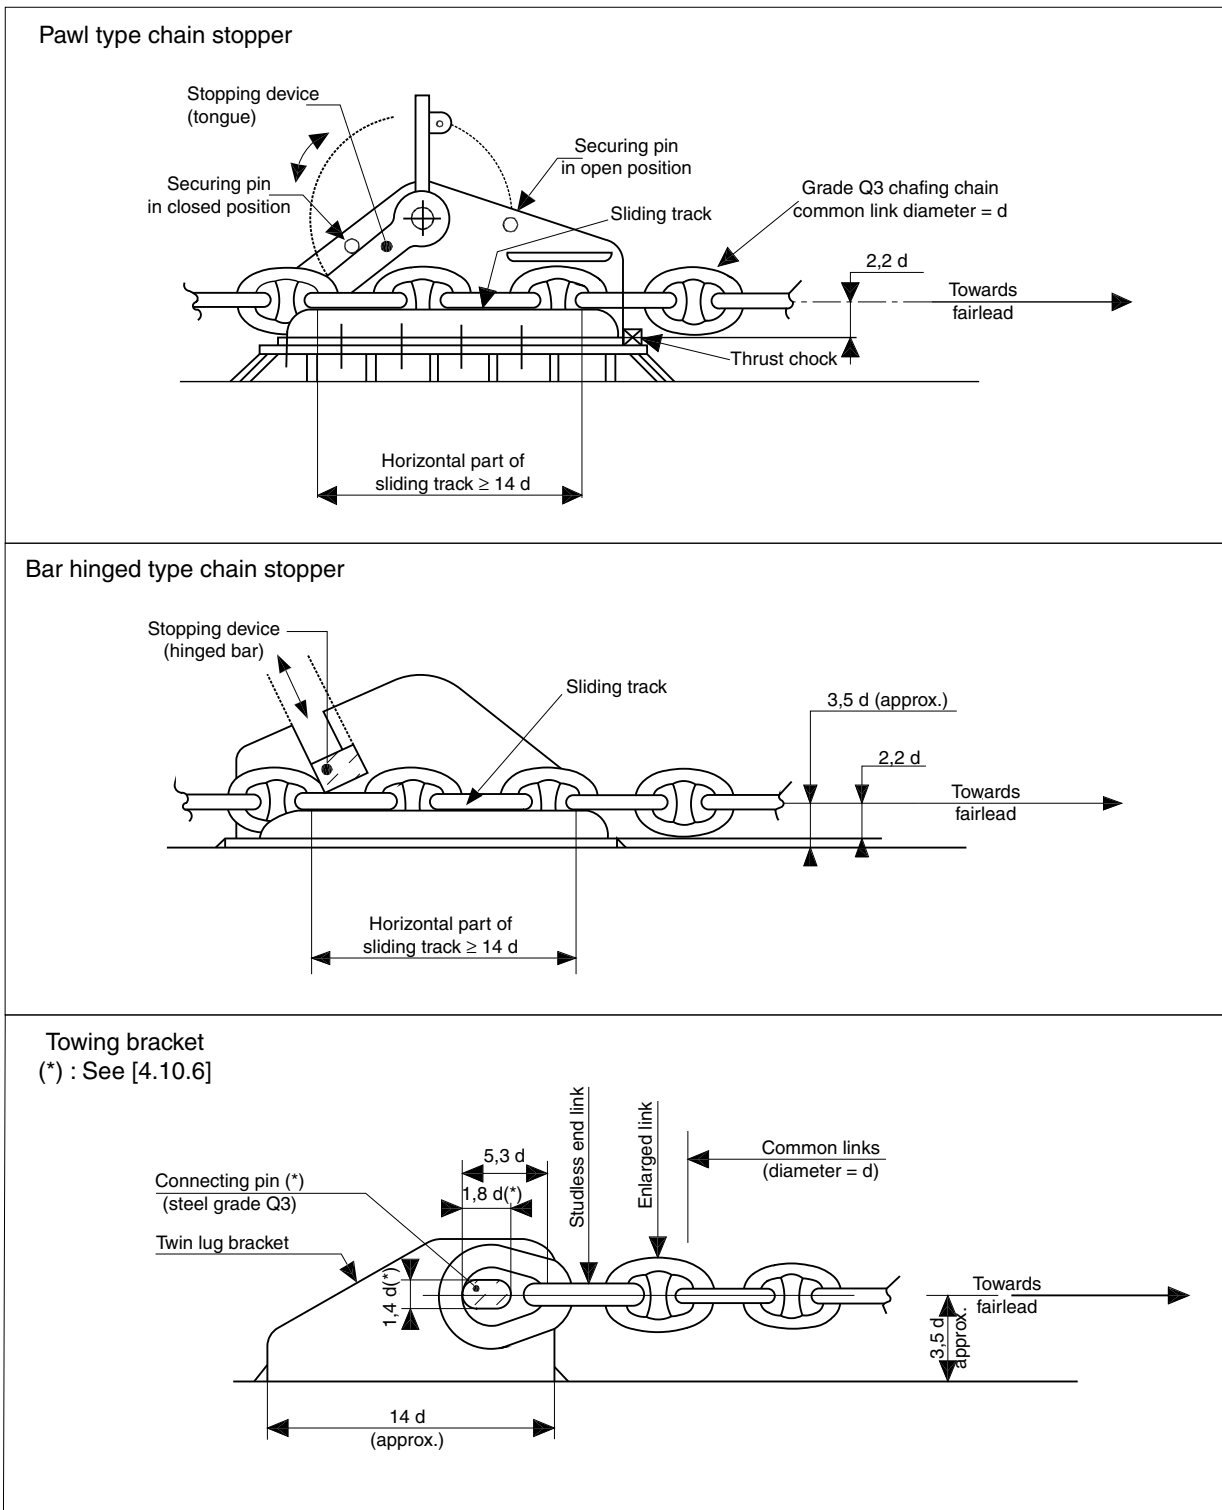 Pawl type chain stopper
Stopping device
(tongue)
Securing pin
in open position
Securing pin
in closed position
Sliding track
Grade Q3 chafing chain
common link diameter = d
2,2 d
Towards
fairlead
Thrust chock
Horizontal part of
sliding track ≥ 14 d
Bar hinged type chain stopper
Stopping device
(hinged bar)
Sliding track
3,5 d (approx.)
2,2 d
Towards
fairlead
Horizontal part of
sliding track ≥ 14 d
Towing bracket
(*) : See [4.10.6]
Studless end link
Enlarged link
Common links
(diameter = d)
5,3 d
1,8 d(*)
Connecting pin (*)
(steel grade Q3)
Twin lug bracket
1,4 d(*)
Towards
fairlead
3,5 d
approx.
14 d
(approx.)